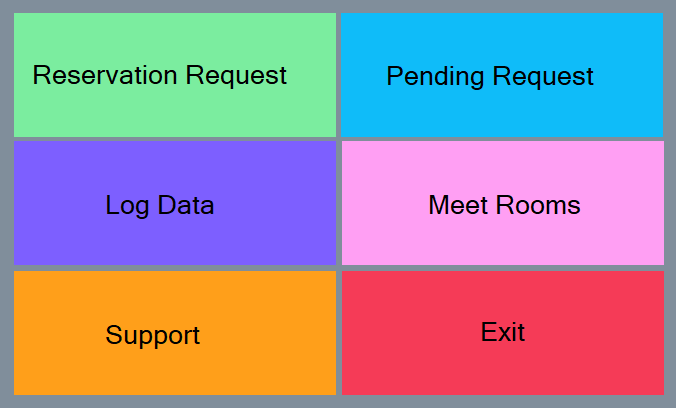 Reservation Request
Pending Request
Log Data
Meet Rooms
Support
Exit